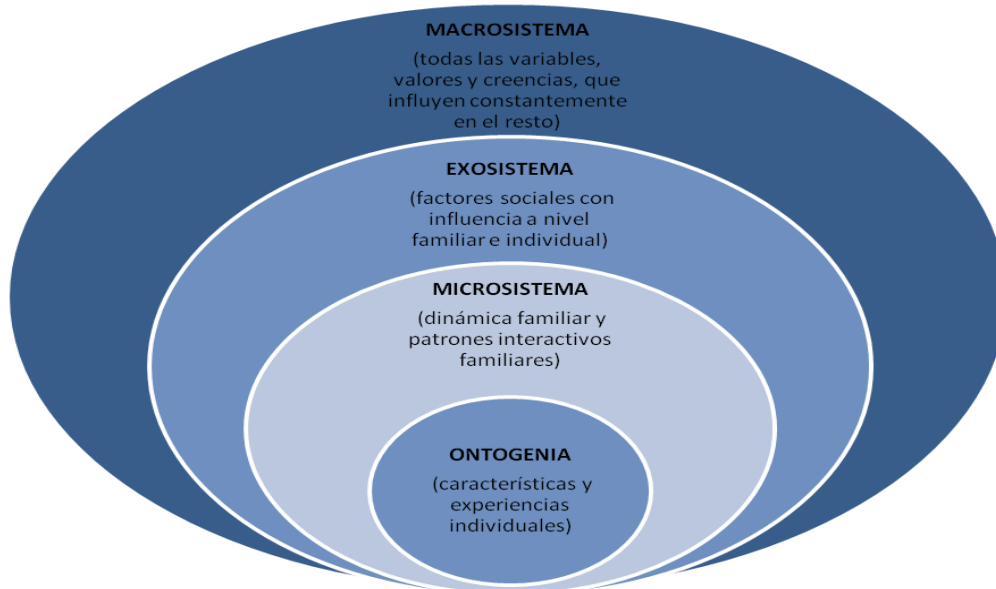 MACROSISTEMA
(todas las variables,
valores y creencias, que
influyen constantemente
en el resto)
EXOSISTEMA
(factores sociales con
influencia a nivel
familiar e individual)
MICROSISTEMA
(dinámica familiar y
patrones interactivos
familiares)
ONTOGENIA
(características y
experiencias
individuales)